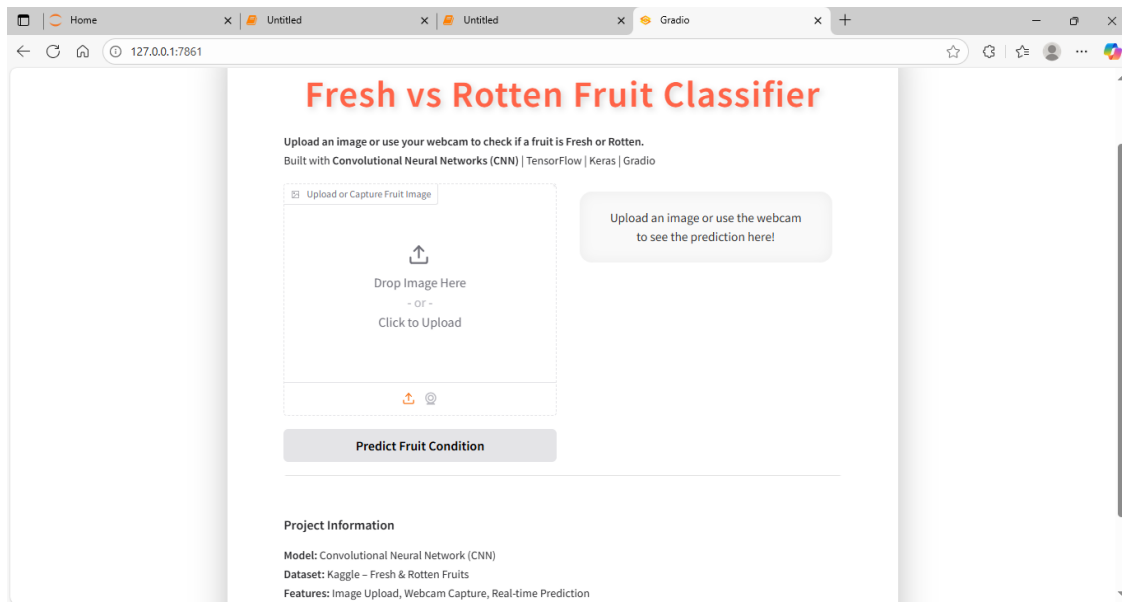 Home
Untitled
Untitled
Gradio
127.0.0.1:7861
Fresh vs Rotten Fruit Classifier
Upload an image or use your webcam to check if a fruit is Fresh or Rotten.
Built with Convolutional Neural Networks (CNN) | TensorFlow | Keras | Gradio
Upload or Capture Fruit Image
Drop Image Here
- or -
Click to Upload
Upload an image or use the webcam
to see the prediction here!
Predict Fruit Condition
Project Information
Model: Convolutional Neural Network (CNN)
Dataset: Kaggle – Fresh & Rotten Fruits
Features: Image Upload, Webcam Capture, Real-time Prediction